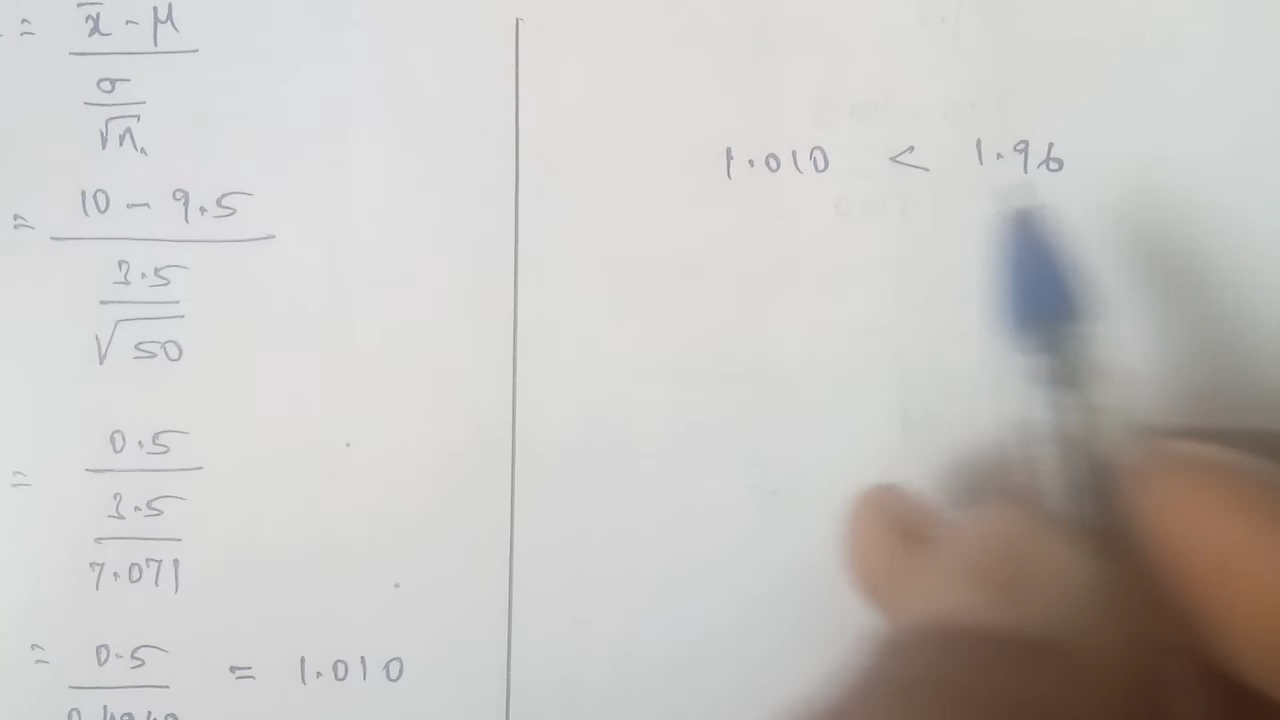 = x̄ - μ
σ
√n
= 10 - 9.5
3.5
√50
= 0.5
3.5
7.071
= 0.5 = 1.010
1.010 < 1.96